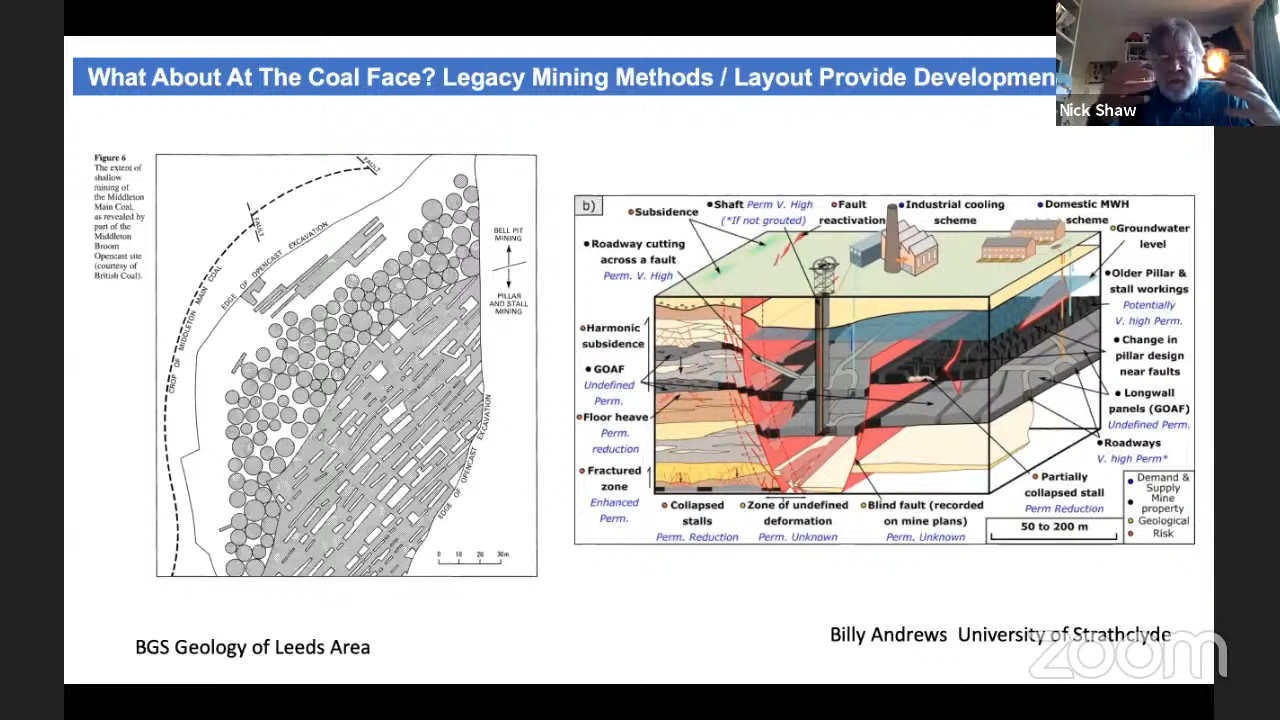 What About At The Coal Face? Legacy Mining Methods / Layout Provide Developmen
Nick Shaw
Figure 6
The extent of
shallow
mining of
the Middleton
Main Coal,
as revealed by
part of the
Middleton
Broom
Opencast site
(courtesy of
British Coal).
FAULT
FAULT
CROP OF MIDDLETON MAIN COAL
EDGE OF OPENCAST EXCAVATION
BELL PIT
MINING
PILLAR
AND STALL
MINING
EDGE OF OPENCAST EXCAVATION
0 10 20 30m
b)
Subsidence
Shaft Perm V. High
(*If not grouted)
Fault
reactivation
Industrial cooling
scheme
Domestic MWH
scheme
Groundwater
level
Roadway cutting
across a fault
Perm. V. High
Older Pillar &
stall workings
Potentially
V. high Perm.
Harmonic
subsidence
Change in
pillar design
near faults
GOAF
Undefined
Perm.
Longwall
panels (GOAF)
Undefined Perm.
Floor heave
Perm.
reduction
Roadways
V. high Perm*
Fractured
zone
Enhanced
Perm.
Collapsed
stalls
Perm. Reduction
Zone of undefined
deformation
Perm. Unknown
Blind fault (recorded
on mine plans)
Perm. Unknown
Partially
collapsed stall
Perm Reduction
50 to 200 m
Demand &
Supply
Mine
property
Geological
Risk
BGS Geology of Leeds Area
Billy Andrews University of Strathclyde
zoom